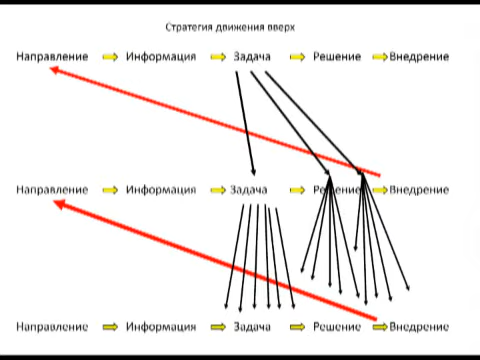 Стратегия движения вверх
Направление Информация Задача Решение Внедрение
Направление Информация Задача Решение Внедрение
Направление Информация Задача Решение Внедрение